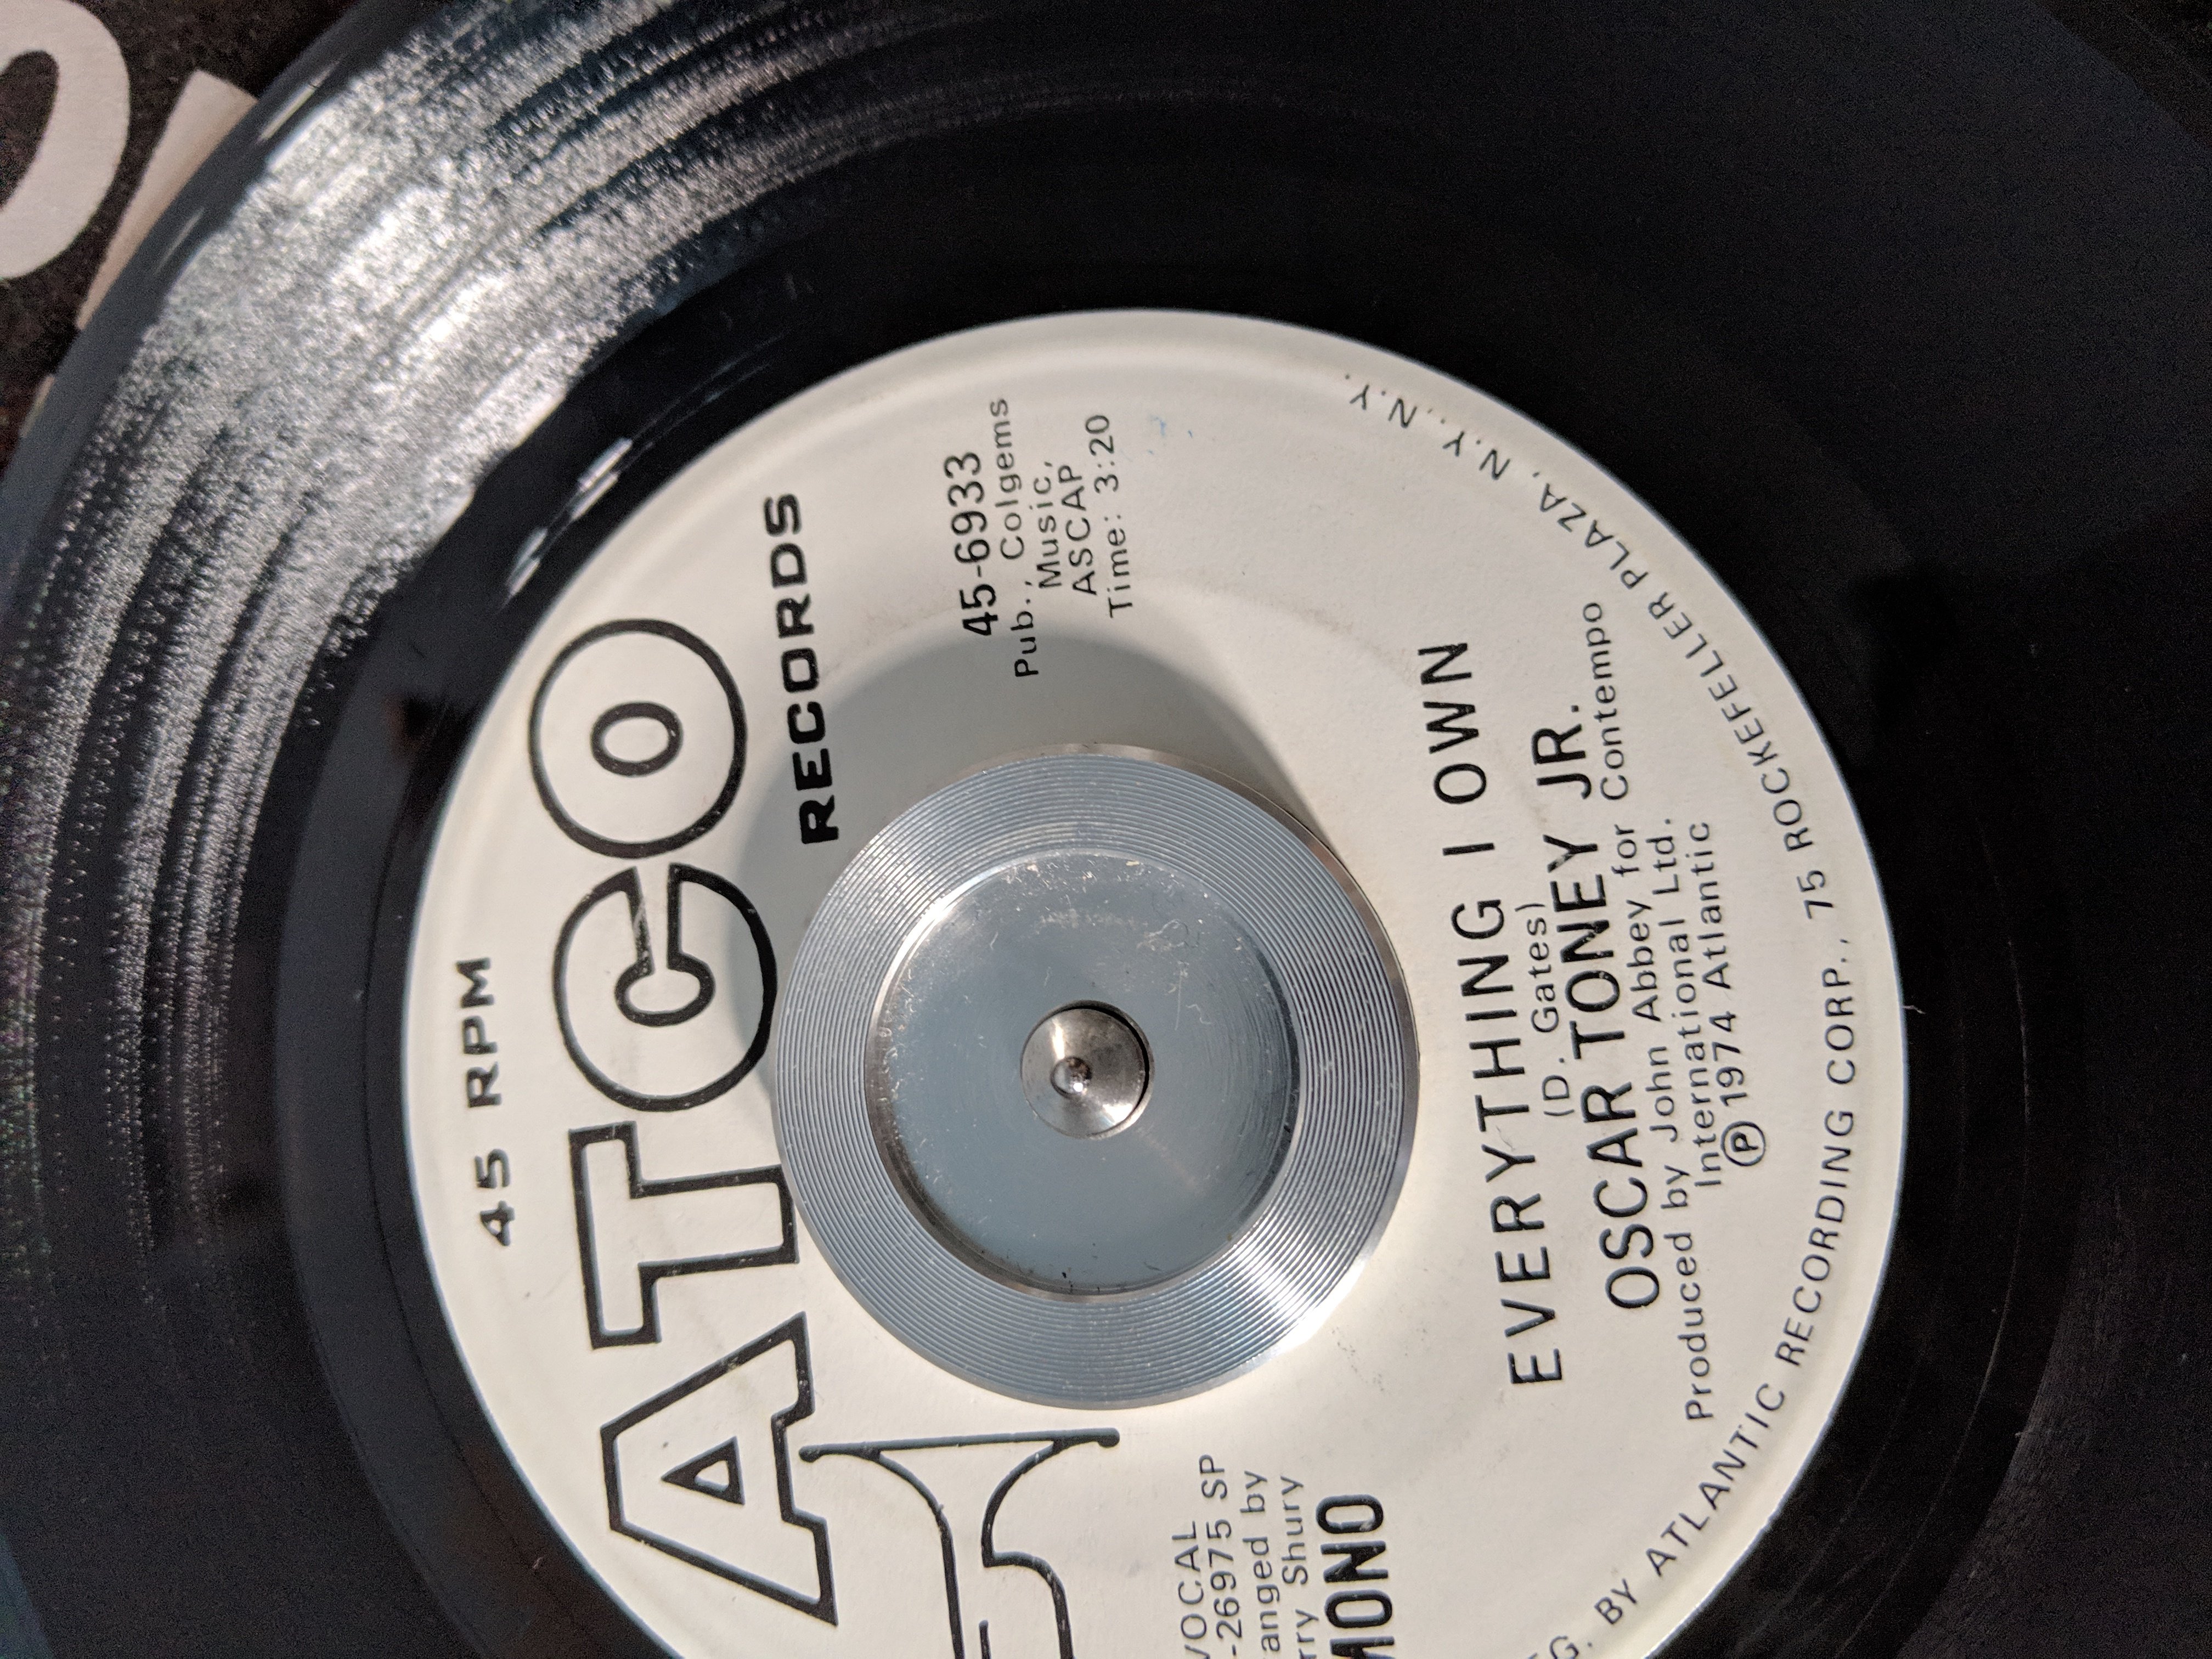 45 RPM
ATCO
RECORDS
45-6933
Pub., Colgems
Music,
ASCAP
Time: 3:20
VOCAL
-26975 SP
anged by
rry Shury
MONO
EVERYTHING I OWN
(D. Gates)
OSCAR TONEY JR.
Produced by John Abbey for Contempo
International Ltd.
Ⓟ 1974 Atlantic
G. BY ATLANTIC RECORDING CORP., 75 ROCKEFELLER PLAZA, N.Y., N.Y.